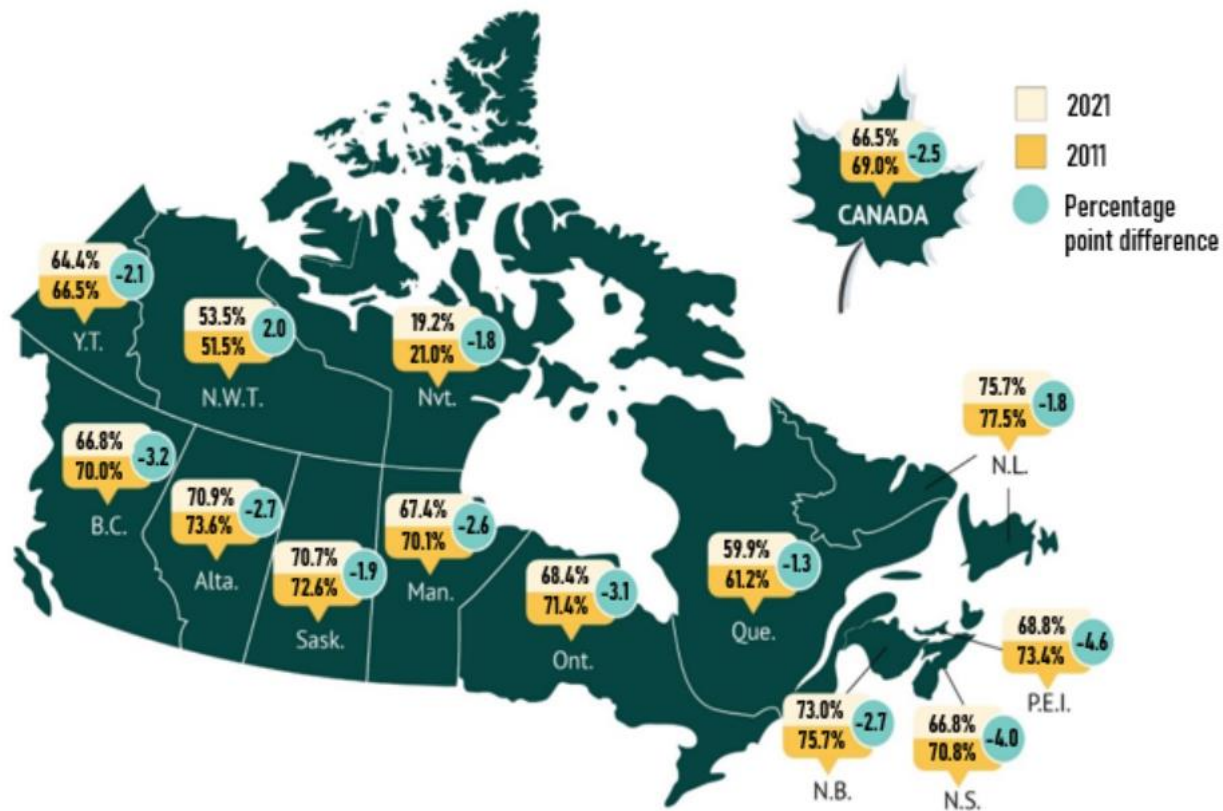 66.5%
69.0%
-2.5
CANADA
2021
2011
Percentage
point difference
64.4%
66.5%
-2.1
Y.T.
53.5%
51.5%
2.0
N.W.T.
19.2%
21.0%
-1.8
Nvt.
75.7%
77.5%
-1.8
N.L.
66.8%
70.0%
-3.2
B.C.
70.9%
73.6%
-2.7
Alta.
70.7%
72.6%
-1.9
Sask.
67.4%
70.1%
-2.6
Man.
68.4%
71.4%
-3.1
Ont.
59.9%
61.2%
-1.3
Que.
68.8%
73.4%
-4.6
P.E.I.
73.0%
75.7%
-2.7
N.B.
66.8%
70.8%
-4.0
N.S.